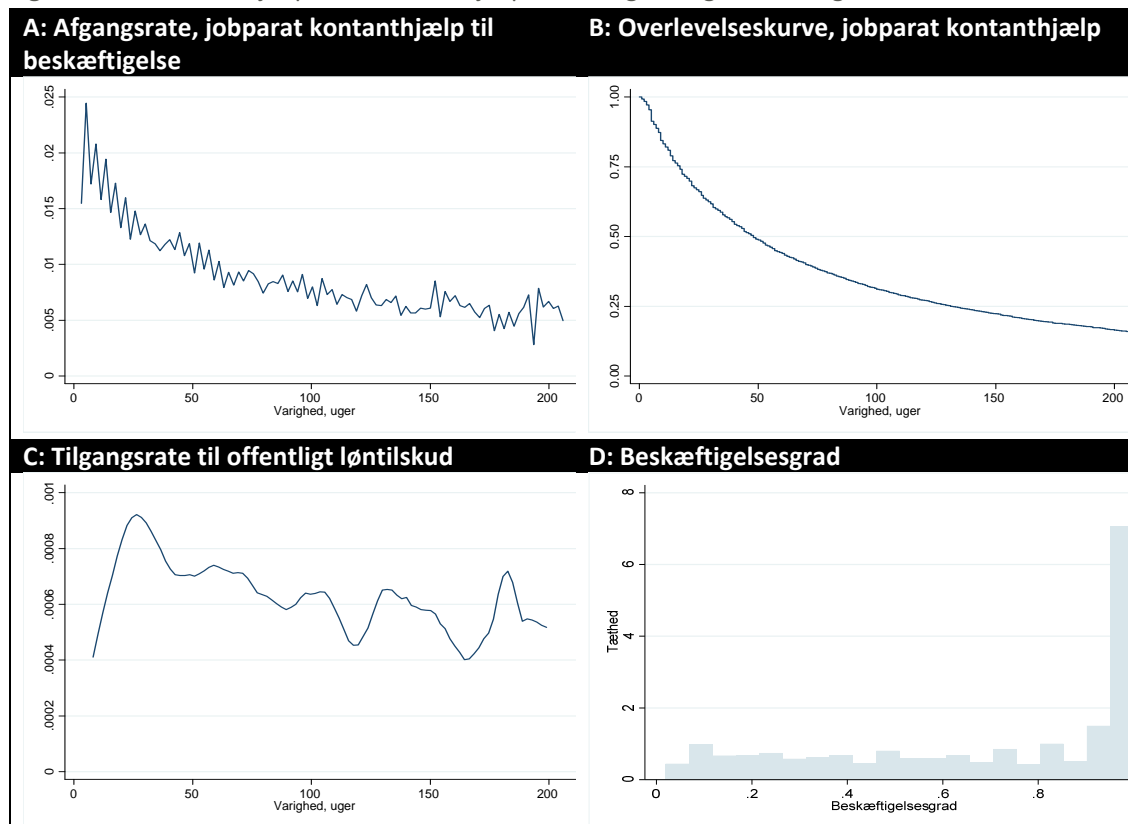 A: Afgangsrate, jobparat kontanthjælp til
beskæftigelse
B: Overlevelseskurve, jobparat kontanthjælp
.025
.02
.015
.01
.005
0
0 50 100 150 200
Varighed, uger
1.00
0.75
0.50
0.25
0.00
0 50 100 150 200
Varighed, uger
C: Tilgangsrate til offentligt løntilskud
D: Beskæftigelsesgrad
.001
.0008
.0006
.0004
.0002
0
0 50 100 150 200
Varighed, uger
Tæthed
8
6
4
2
0
0 .2 .4 .6 .8
Beskæftigelsesgrad